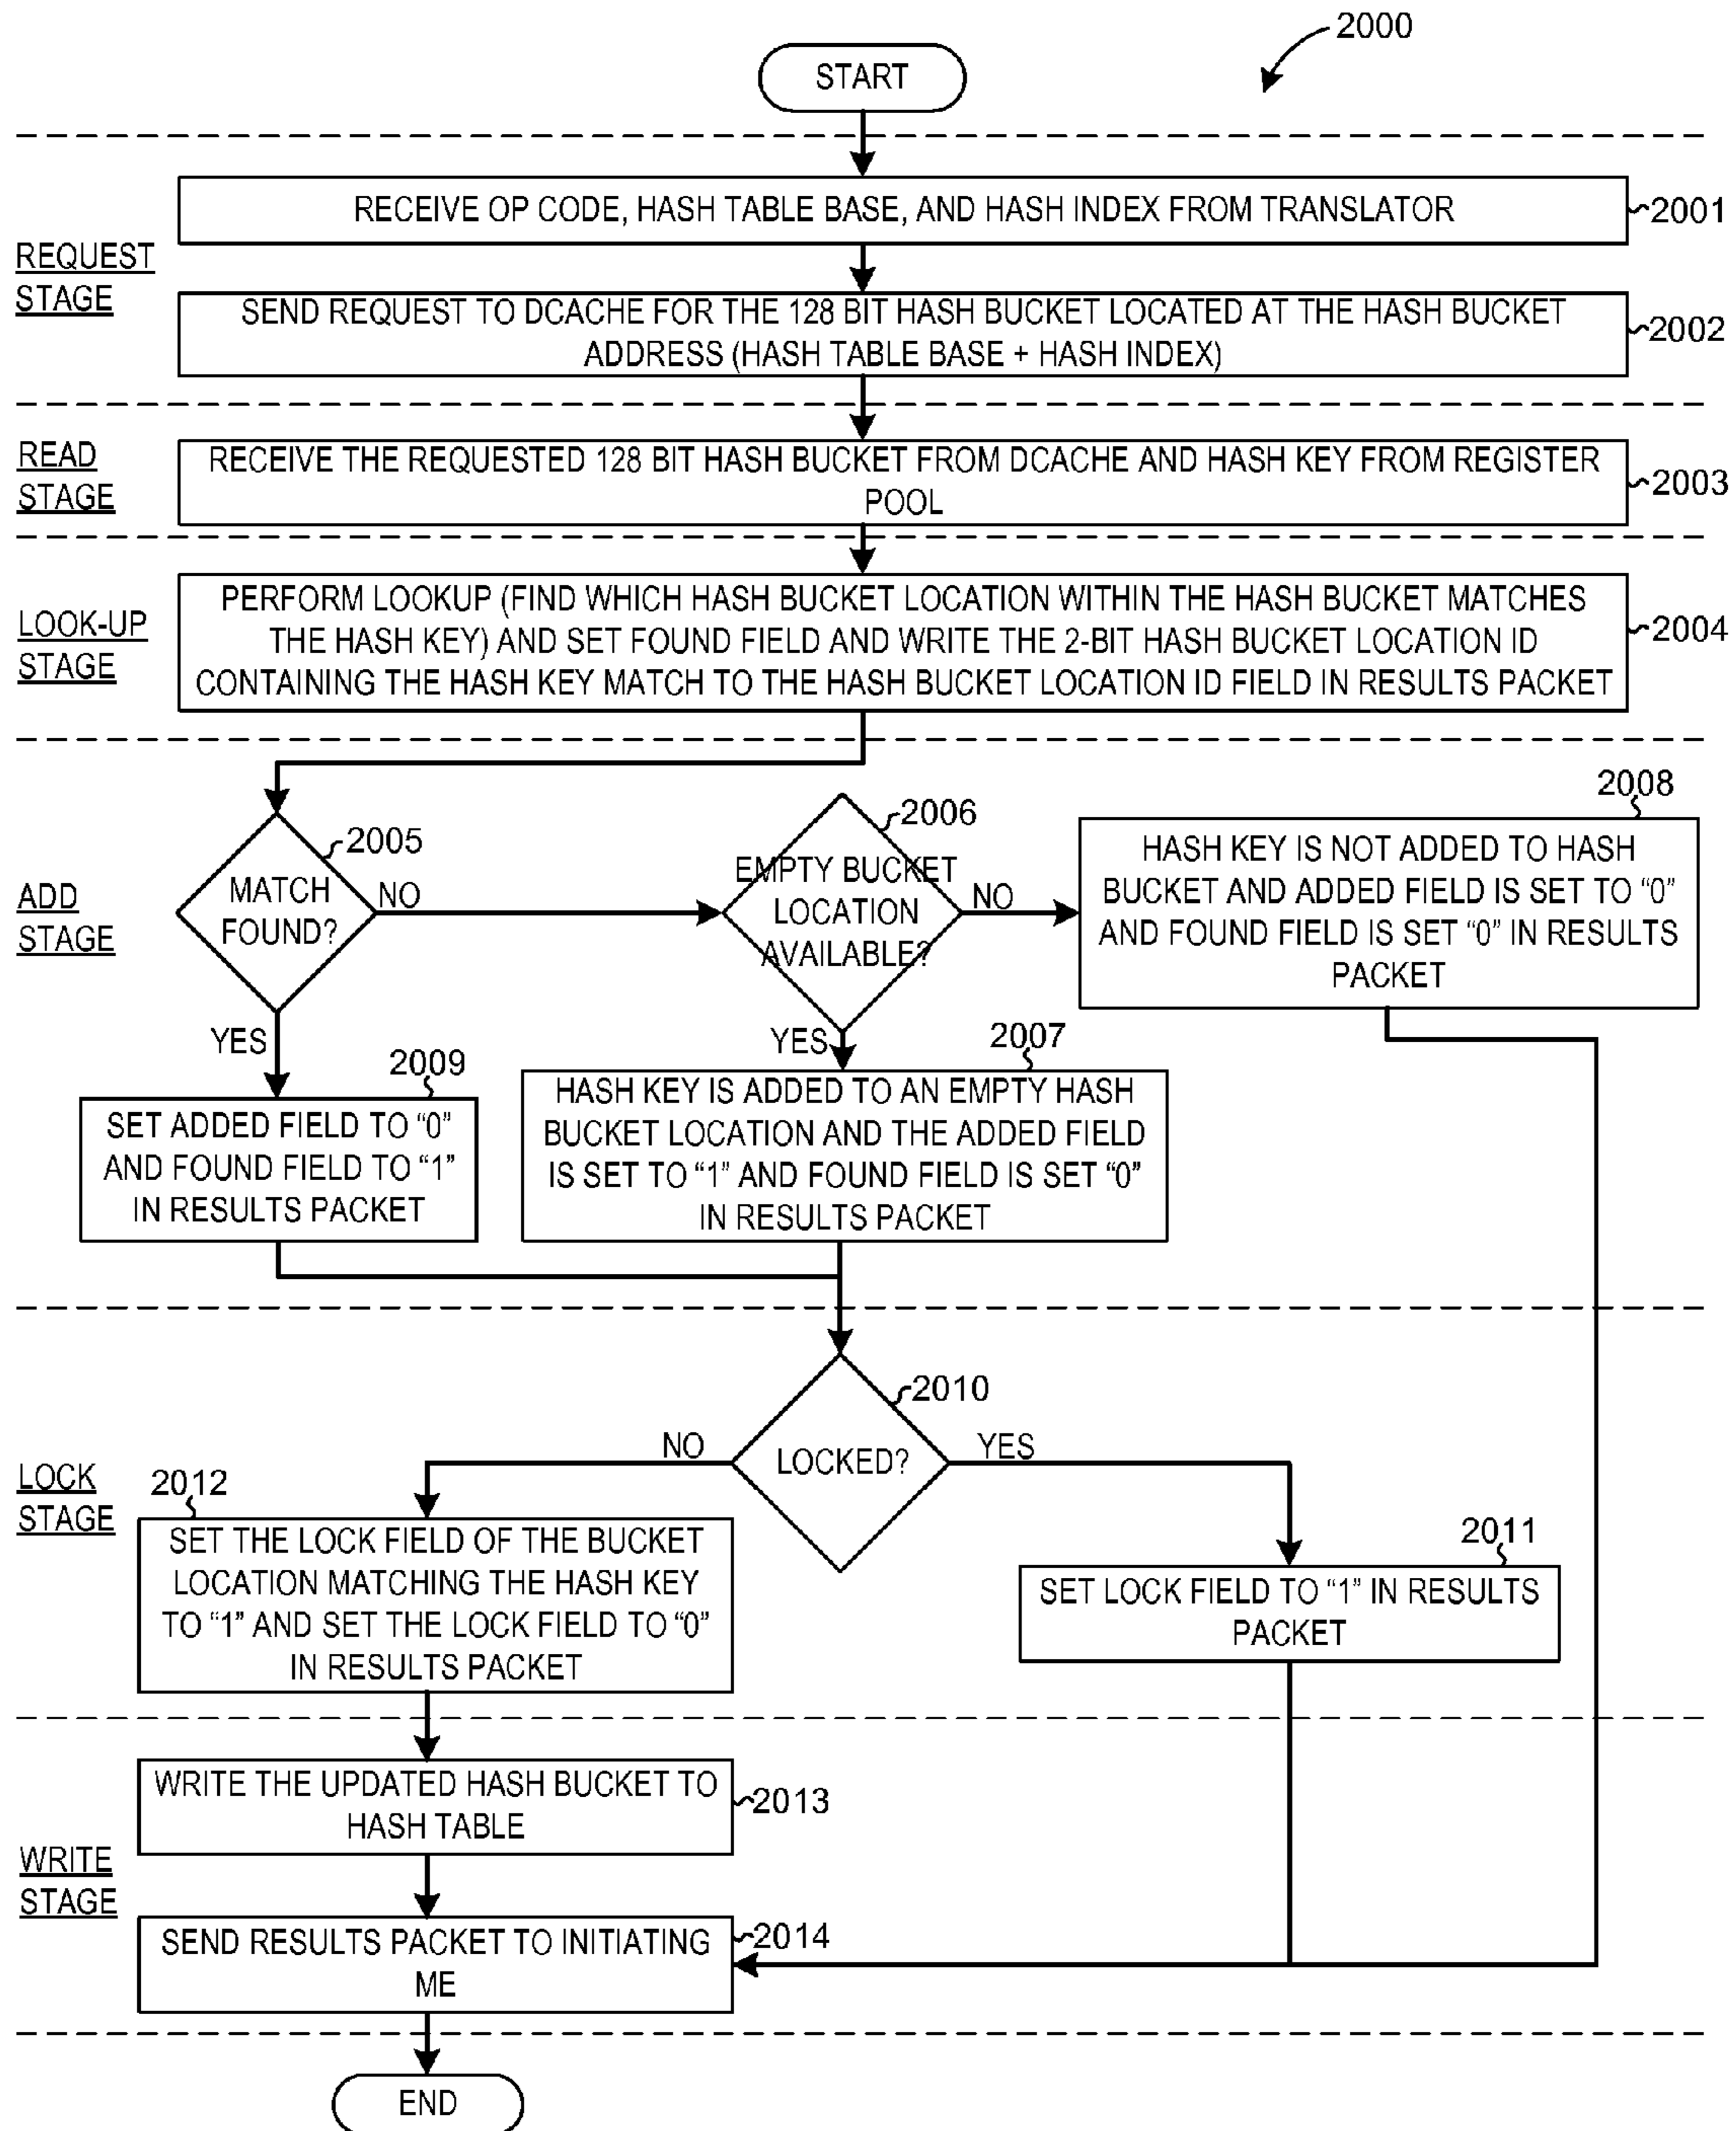 2000
START
RECEIVE OP CODE, HASH TABLE BASE, AND HASH INDEX FROM TRANSLATOR
2001
REQUEST
STAGE
SEND REQUEST TO DCACHE FOR THE 128 BIT HASH BUCKET LOCATED AT THE HASH BUCKET
ADDRESS (HASH TABLE BASE + HASH INDEX)
2002
READ
STAGE
RECEIVE THE REQUESTED 128 BIT HASH BUCKET FROM DCACHE AND HASH KEY FROM REGISTER
POOL
2003
LOOK-UP
STAGE
PERFORM LOOKUP (FIND WHICH HASH BUCKET LOCATION WITHIN THE HASH BUCKET MATCHES
THE HASH KEY) AND SET FOUND FIELD AND WRITE THE 2-BIT HASH BUCKET LOCATION ID
CONTAINING THE HASH KEY MATCH TO THE HASH BUCKET LOCATION ID FIELD IN RESULTS PACKET
2004
ADD
STAGE
2005
MATCH
FOUND?
NO
YES
2006
EMPTY BUCKET
LOCATION
AVAILABLE?
NO
YES
2008
HASH KEY IS NOT ADDED TO HASH
BUCKET AND ADDED FIELD IS SET TO “0”
AND FOUND FIELD IS SET “0” IN RESULTS
PACKET
2009
SET ADDED FIELD TO “0”
AND FOUND FIELD TO “1”
IN RESULTS PACKET
2007
HASH KEY IS ADDED TO AN EMPTY HASH
BUCKET LOCATION AND THE ADDED FIELD
IS SET TO “1” AND FOUND FIELD IS SET “0”
IN RESULTS PACKET
LOCK
STAGE
2010
LOCKED?
NO
YES
2012
SET THE LOCK FIELD OF THE BUCKET
LOCATION MATCHING THE HASH KEY
TO “1” AND SET THE LOCK FIELD TO “0”
IN RESULTS PACKET
2011
SET LOCK FIELD TO “1” IN RESULTS
PACKET
WRITE
STAGE
WRITE THE UPDATED HASH BUCKET TO
HASH TABLE
2013
SEND RESULTS PACKET TO INITIATING
ME
2014
END